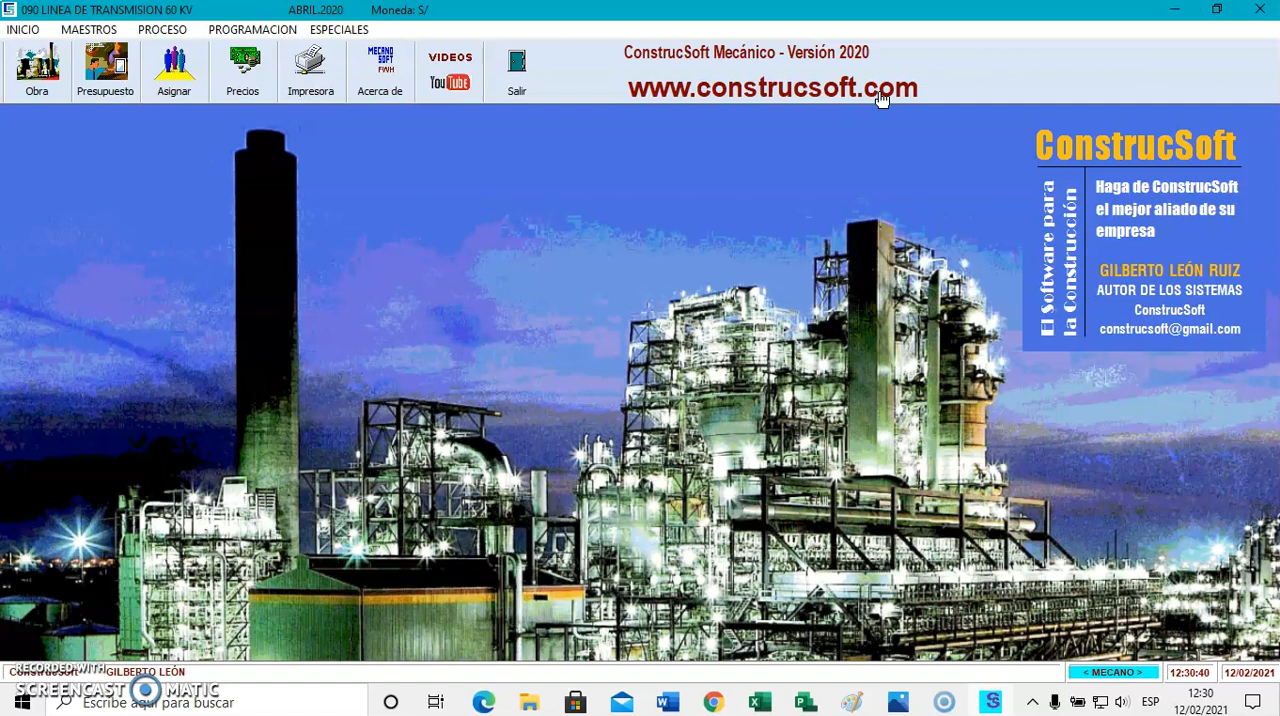 090 LINEA DE TRANSMISION 60 KV ABRIL.2020 Moneda: S/
INICIO MAESTROS PROCESO PROGRAMACION ESPECIALES
MECANO
SOFT
FWH
VIDEOS
YouTube
Obra Presupuesto Asignar Precios Impresora Acerca de Salir
ConstrucSoft Mecánico - Versión 2020
www.construcsoft.com
ConstrucSoft
El Software para
la Construcción
Haga de ConstrucSoft
el mejor aliado de su
empresa
GILBERTO LEÓN RUIZ
AUTOR DE LOS SISTEMAS
ConstrucSoft
construcsoft@gmail.com
ConstrucSoft GILBERTO LEÓN < MECANO > 12:30:40 12/02/2021
RECORDED WITH
SCREENCAST MATIC
Escribe aquí para buscar
ESP
12:30
12/02/2021